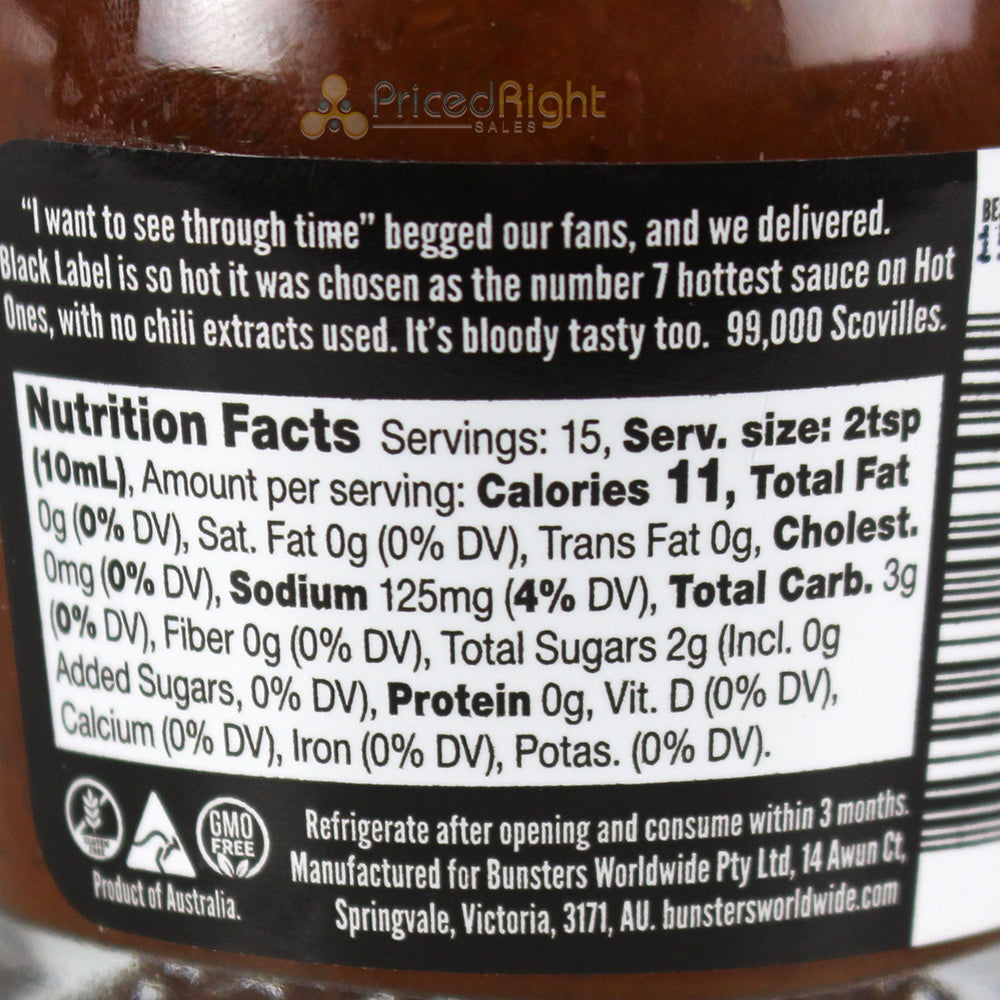 PricedRight
SALES
“I want to see through time” begged our fans, and we delivered.
Black Label is so hot it was chosen as the number 7 hottest sauce on Hot
Ones, with no chili extracts used. It’s bloody tasty too. 99,000 Scovilles.
Nutrition Facts Servings: 15, Serv. size: 2tsp
(10mL), Amount per serving: Calories 11, Total Fat
0g (0% DV), Sat. Fat 0g (0% DV), Trans Fat 0g, Cholest.
0mg (0% DV), Sodium 125mg (4% DV), Total Carb. 3g
(0% DV), Fiber 0g (0% DV), Total Sugars 2g (Incl. 0g
Added Sugars, 0% DV), Protein 0g, Vit. D (0% DV),
Calcium (0% DV), Iron (0% DV), Potas. (0% DV).
GLUTEN
FREE
GMO
FREE
Product of Australia.
Refrigerate after opening and consume within 3 months.
Manufactured for Bunsters Worldwide Pty Ltd, 14 Awun Ct,
Springvale, Victoria, 3171, AU. bunstersworldwide.com